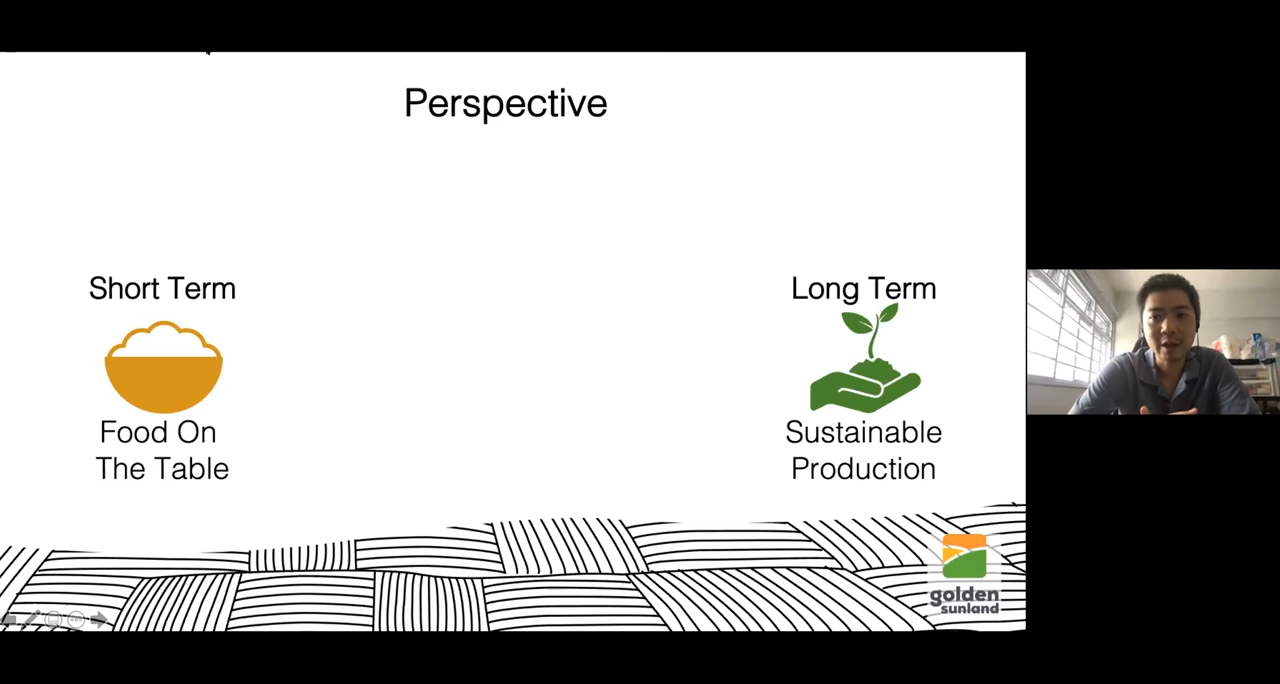 Perspective
Short Term
Long Term
Food On
The Table
Sustainable
Production
golden
sunland